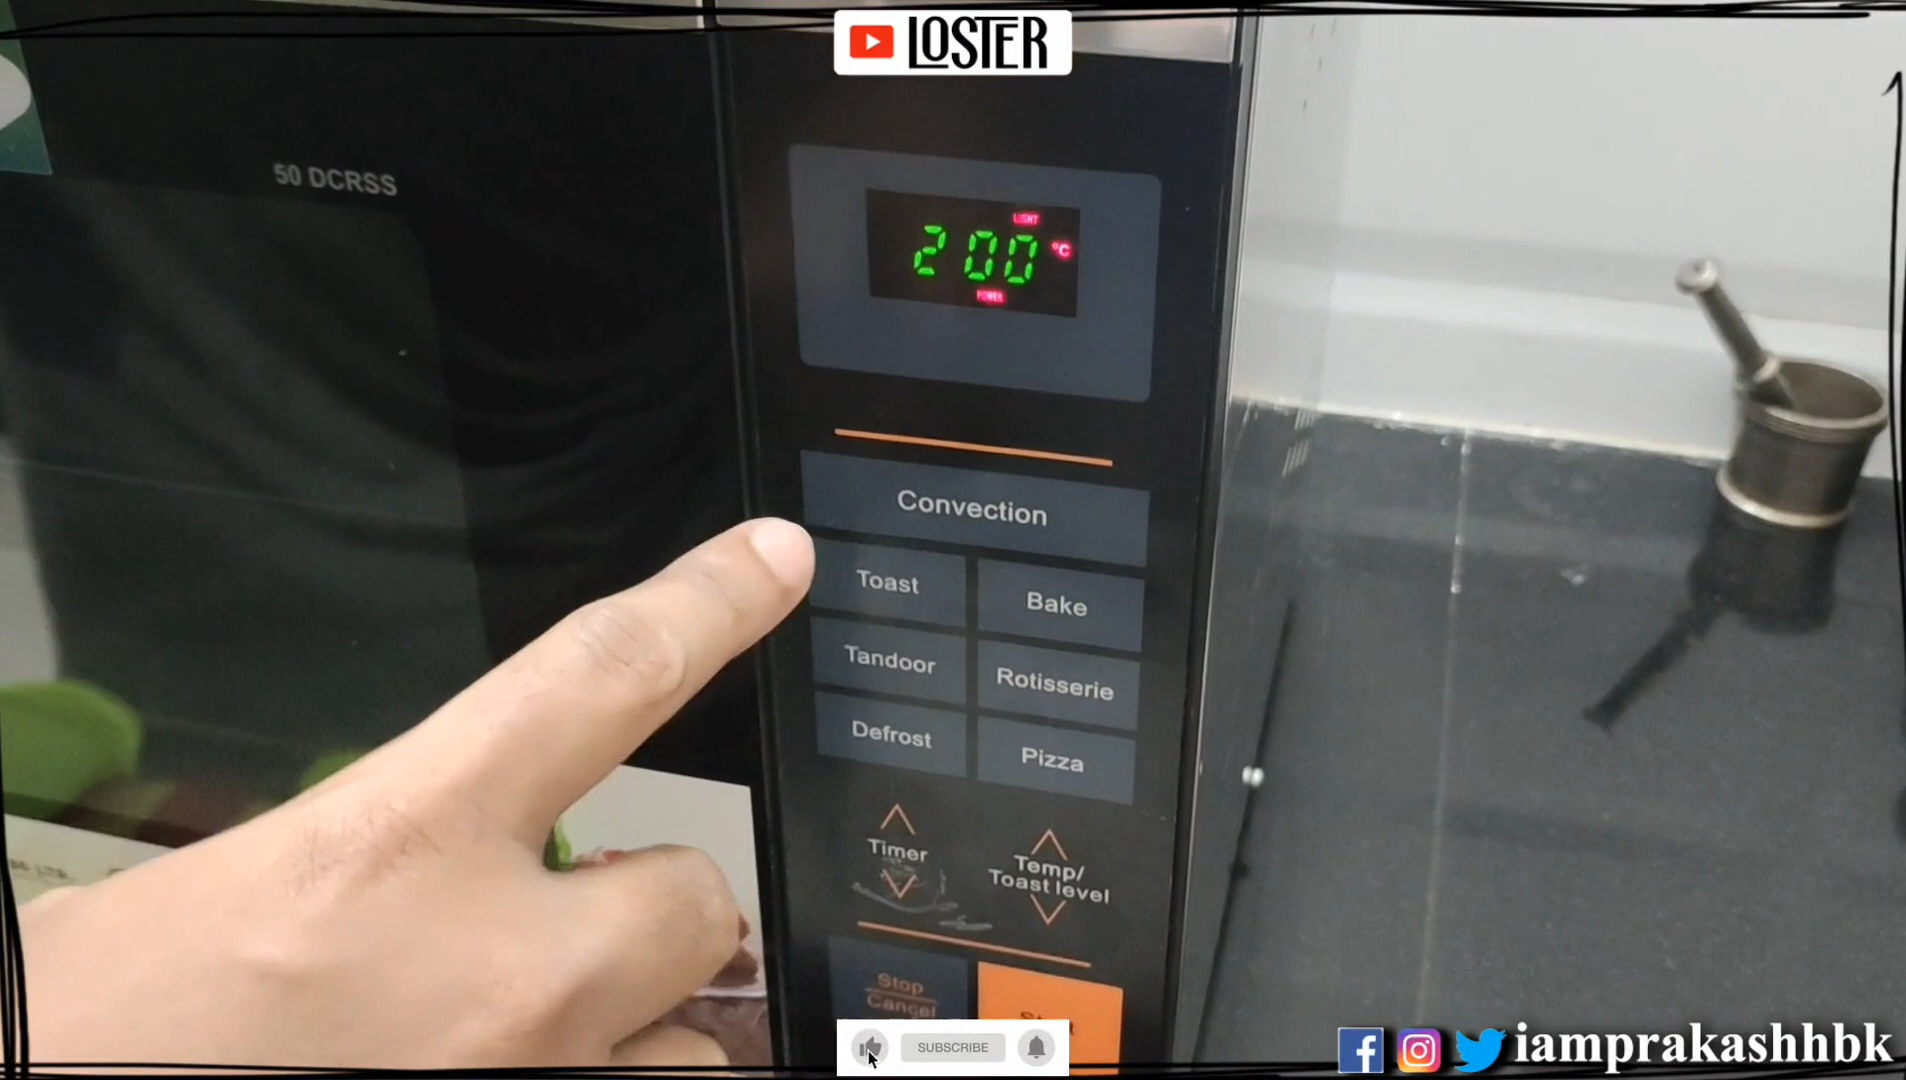 LOSTER
50 DCRSS
LIGHT
200 °C
POWER
Convection
Toast
Bake
Tandoor
Rotisserie
Defrost
Pizza
Timer
Temp/
Toast level
Stop
Cancel
SUBSCRIBE
iamprakashhbk